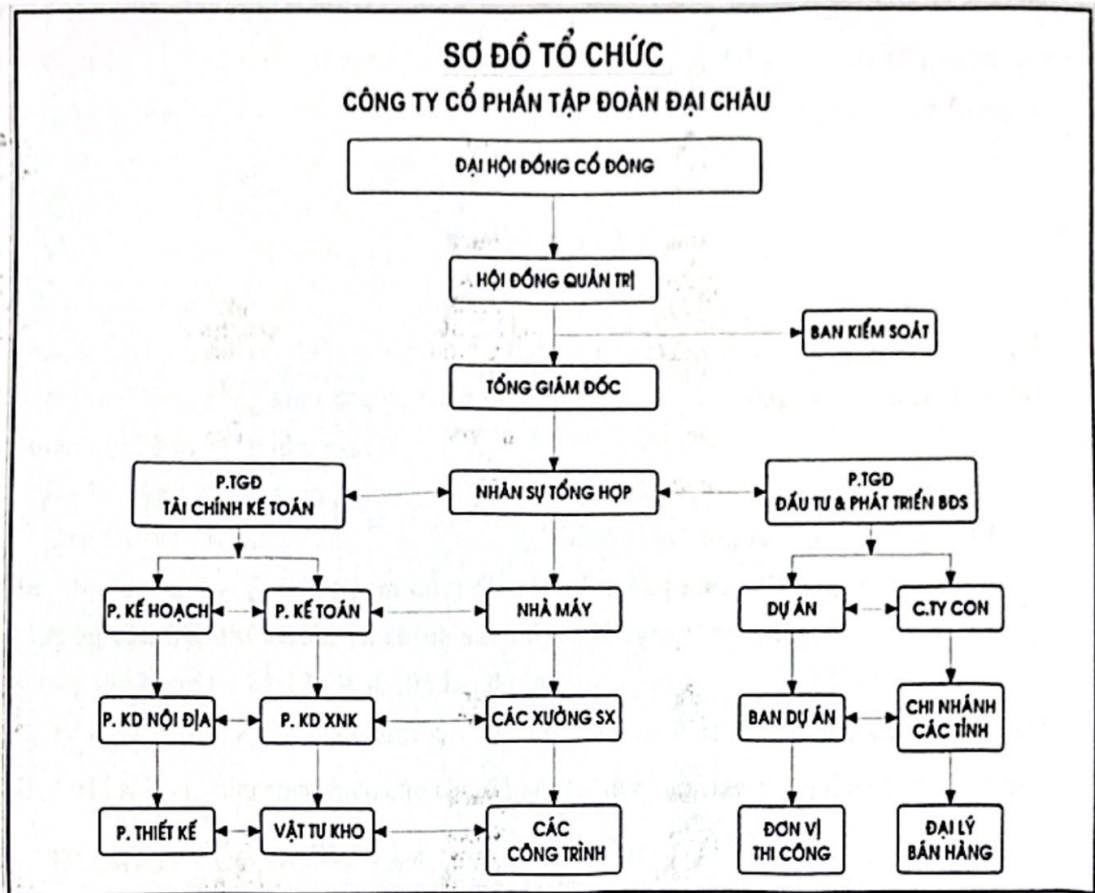 SƠ ĐỒ TỔ CHỨC
CÔNG TY CỔ PHẦN TẬP ĐOÀN ĐẠI CHÂU
ĐẠI HỘI ĐỒNG CỔ ĐÔNG
HỘI ĐỒNG QUẢN TRỊ
BAN KIỂM SOÁT
TỔNG GIÁM ĐỐC
P.TGĐ
TÀI CHÍNH KẾ TOÁN
NHÂN SỰ TỔNG HỢP
P.TGĐ
ĐẦU TƯ & PHÁT TRIỂN BDS
P. KẾ HOẠCH
P. KẾ TOÁN
NHÀ MÁY
DỰ ÁN
C.TY CON
P. KD NỘI ĐỊA
P. KD XNK
CÁC XƯỞNG SX
BAN DỰ ÁN
CHI NHÁNH
CÁC TỈNH
P. THIẾT KẾ
VẬT TƯ KHO
CÁC
CÔNG TRÌNH
ĐƠN VỊ
THI CÔNG
ĐẠI LÝ
BÁN HÀNG